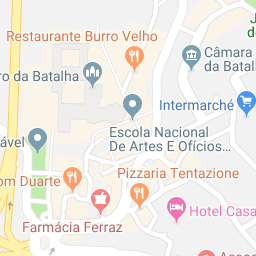 Restaurante Burro Velho
J
d
Câmara
da Batal
ro da Batalha
Intermarché
Escola Nacional
De Artes E Ofícios...
ável
Pizzaria Tentazione
om Duarte
Hotel Casa
Farmácia Ferraz